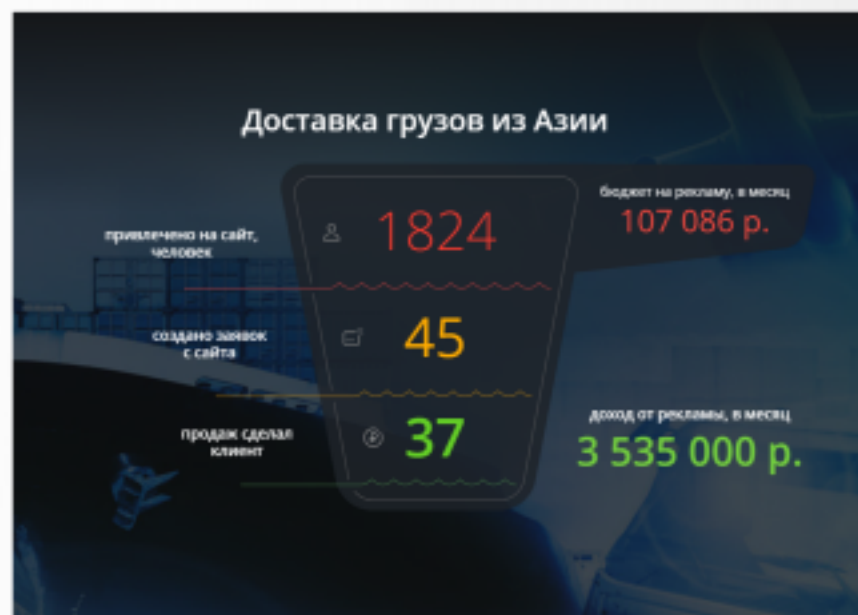 Доставка грузов из Азии
бюджет на рекламу, в месяц
107 086 р.
привлечено на сайт,
человек
1824
создано заявок
с сайта
45
продаж сделал
клиент
37
доход от рекламы, в месяц
3 535 000 р.